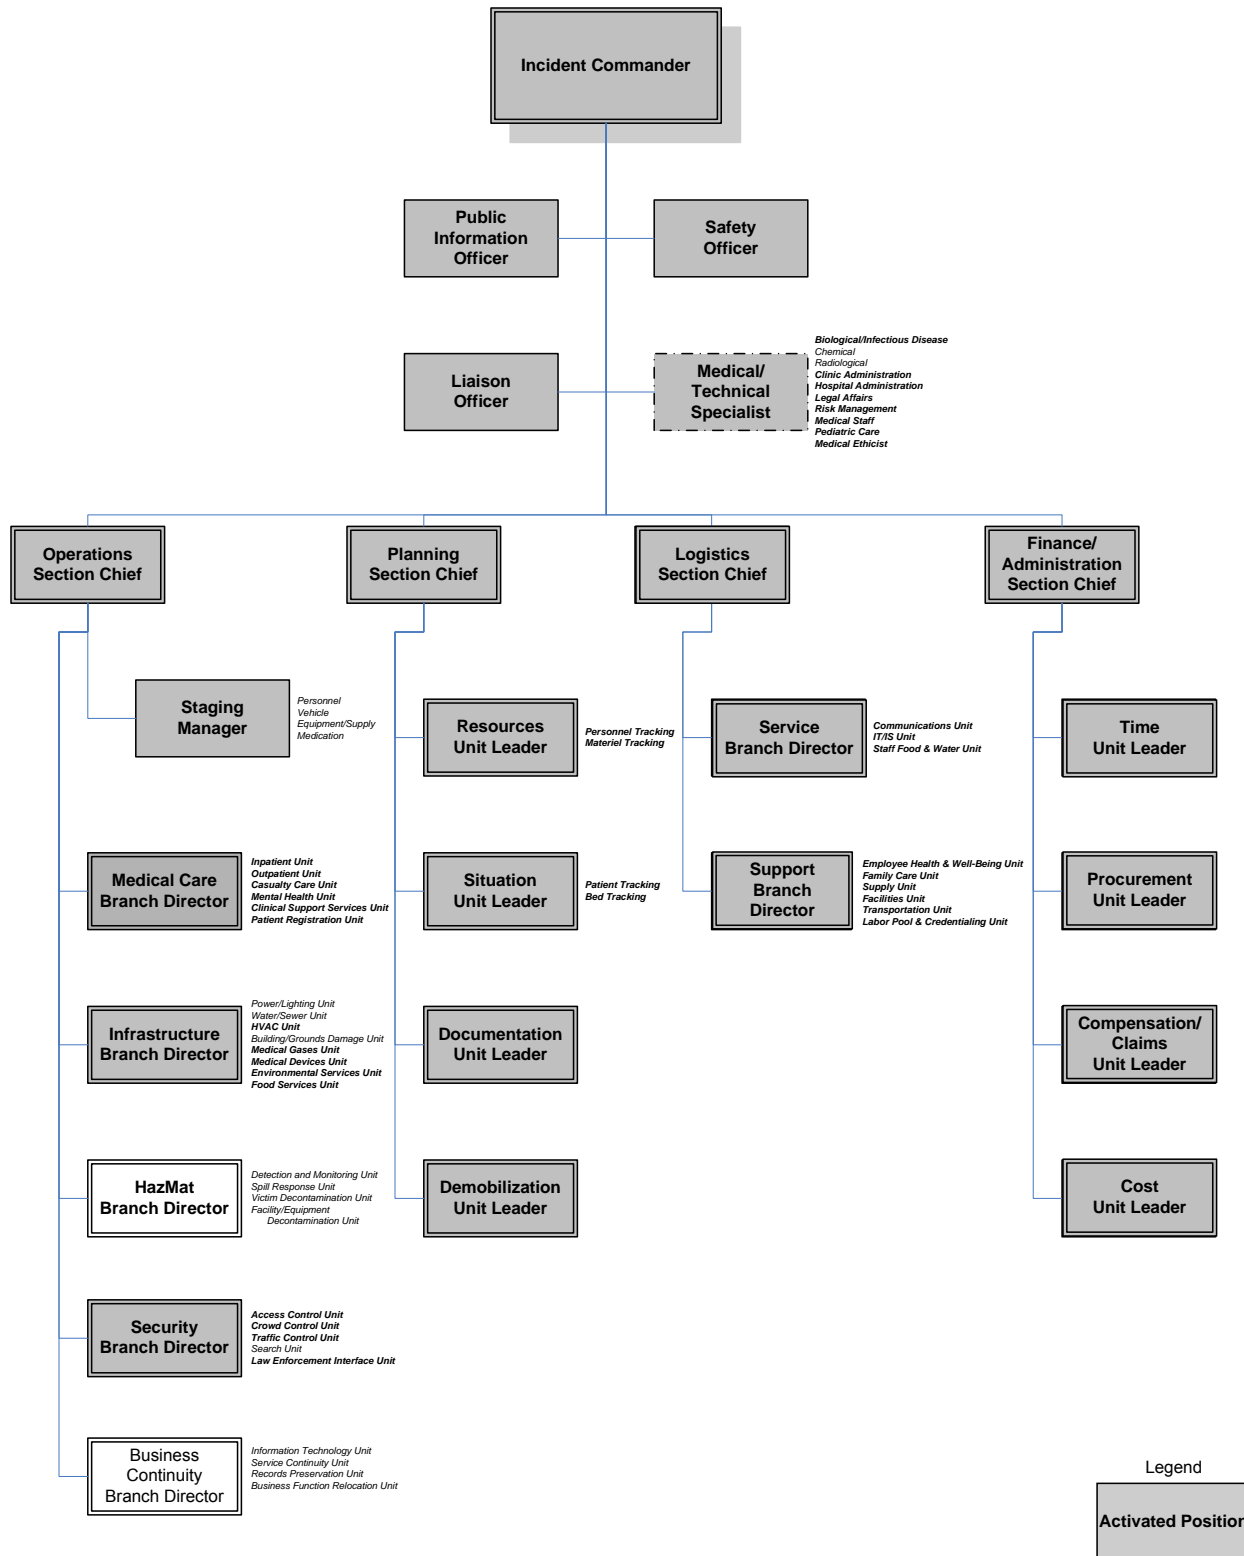 Incident Commander
Public
Information
Officer
Safety
Officer
Liaison
Officer
Medical/
Technical
Specialist
Biological/Infectious Disease
Chemical
Radiological
Clinic Administration
Hospital Administration
Legal Affairs
Risk Management
Medical Staff
Pediatric Care
Medical Ethicist
Operations
Section Chief
Planning
Section Chief
Logistics
Section Chief
Finance/
Administration
Section Chief
Staging
Manager
Personnel
Vehicle
Equipment/Supply
Medication
Resources
Unit Leader
Personnel Tracking
Materiel Tracking
Service
Branch Director
Communications Unit
IT/IS Unit
Staff Food & Water Unit
Time
Unit Leader
Medical Care
Branch Director
Inpatient Unit
Outpatient Unit
Casualty Care Unit
Mental Health Unit
Clinical Support Services Unit
Patient Registration Unit
Situation
Unit Leader
Patient Tracking
Bed Tracking
Support
Branch
Director
Employee Health & Well-Being Unit
Family Care Unit
Supply Unit
Facilities Unit
Transportation Unit
Labor Pool & Credentialing Unit
Procurement
Unit Leader
Infrastructure
Branch Director
Power/Lighting Unit
Water/Sewer Unit
HVAC Unit
Building/Grounds Damage Unit
Medical Gases Unit
Medical Devices Unit
Environmental Services Unit
Food Services Unit
Documentation
Unit Leader
Compensation/
Claims
Unit Leader
HazMat
Branch Director
Detection and Monitoring Unit
Spill Response Unit
Victim Decontamination Unit
Facility/Equipment
Decontamination Unit
Demobilization
Unit Leader
Cost
Unit Leader
Security
Branch Director
Access Control Unit
Crowd Control Unit
Traffic Control Unit
Search Unit
Law Enforcement Interface Unit
Business
Continuity
Branch Director
Information Technology Unit
Service Continuity Unit
Records Preservation Unit
Business Function Relocation Unit
Legend
Activated Position